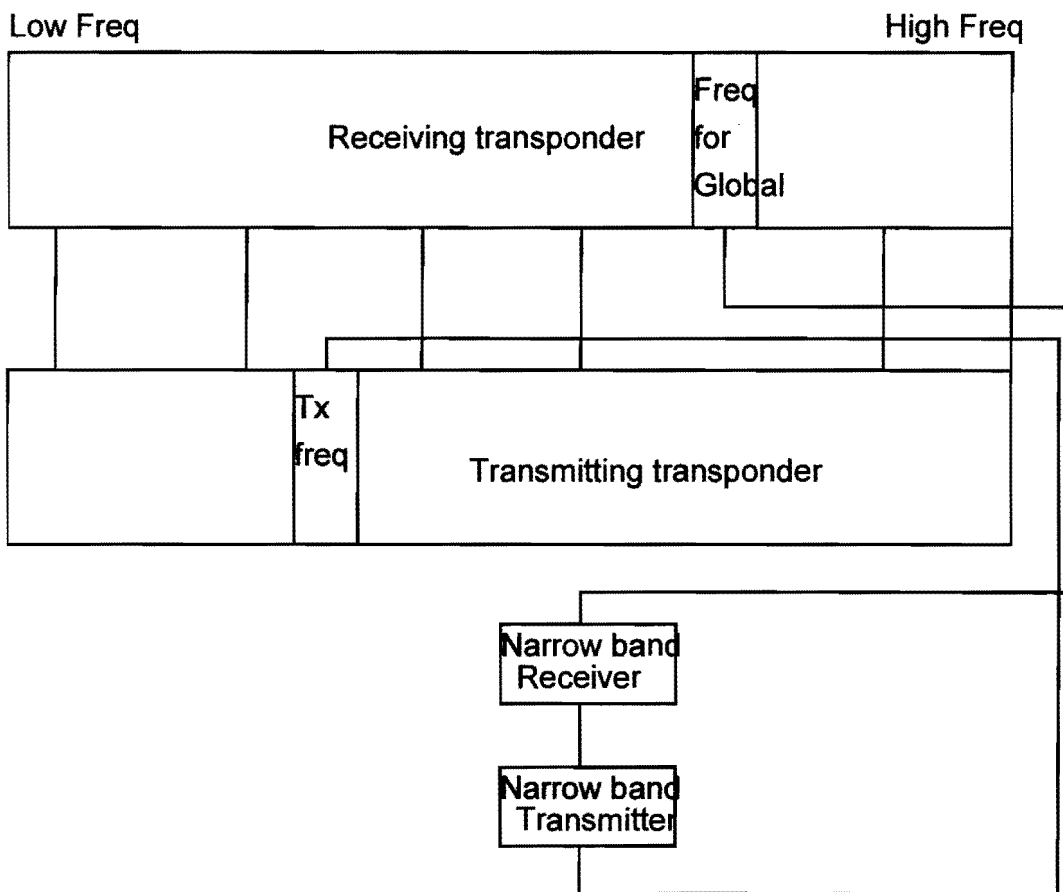 Low Freq
High Freq
Receiving transponder
Freq
for
Global
Tx
freq
Transmitting transponder
Narrow band
Receiver
Narrow band
Transmitter